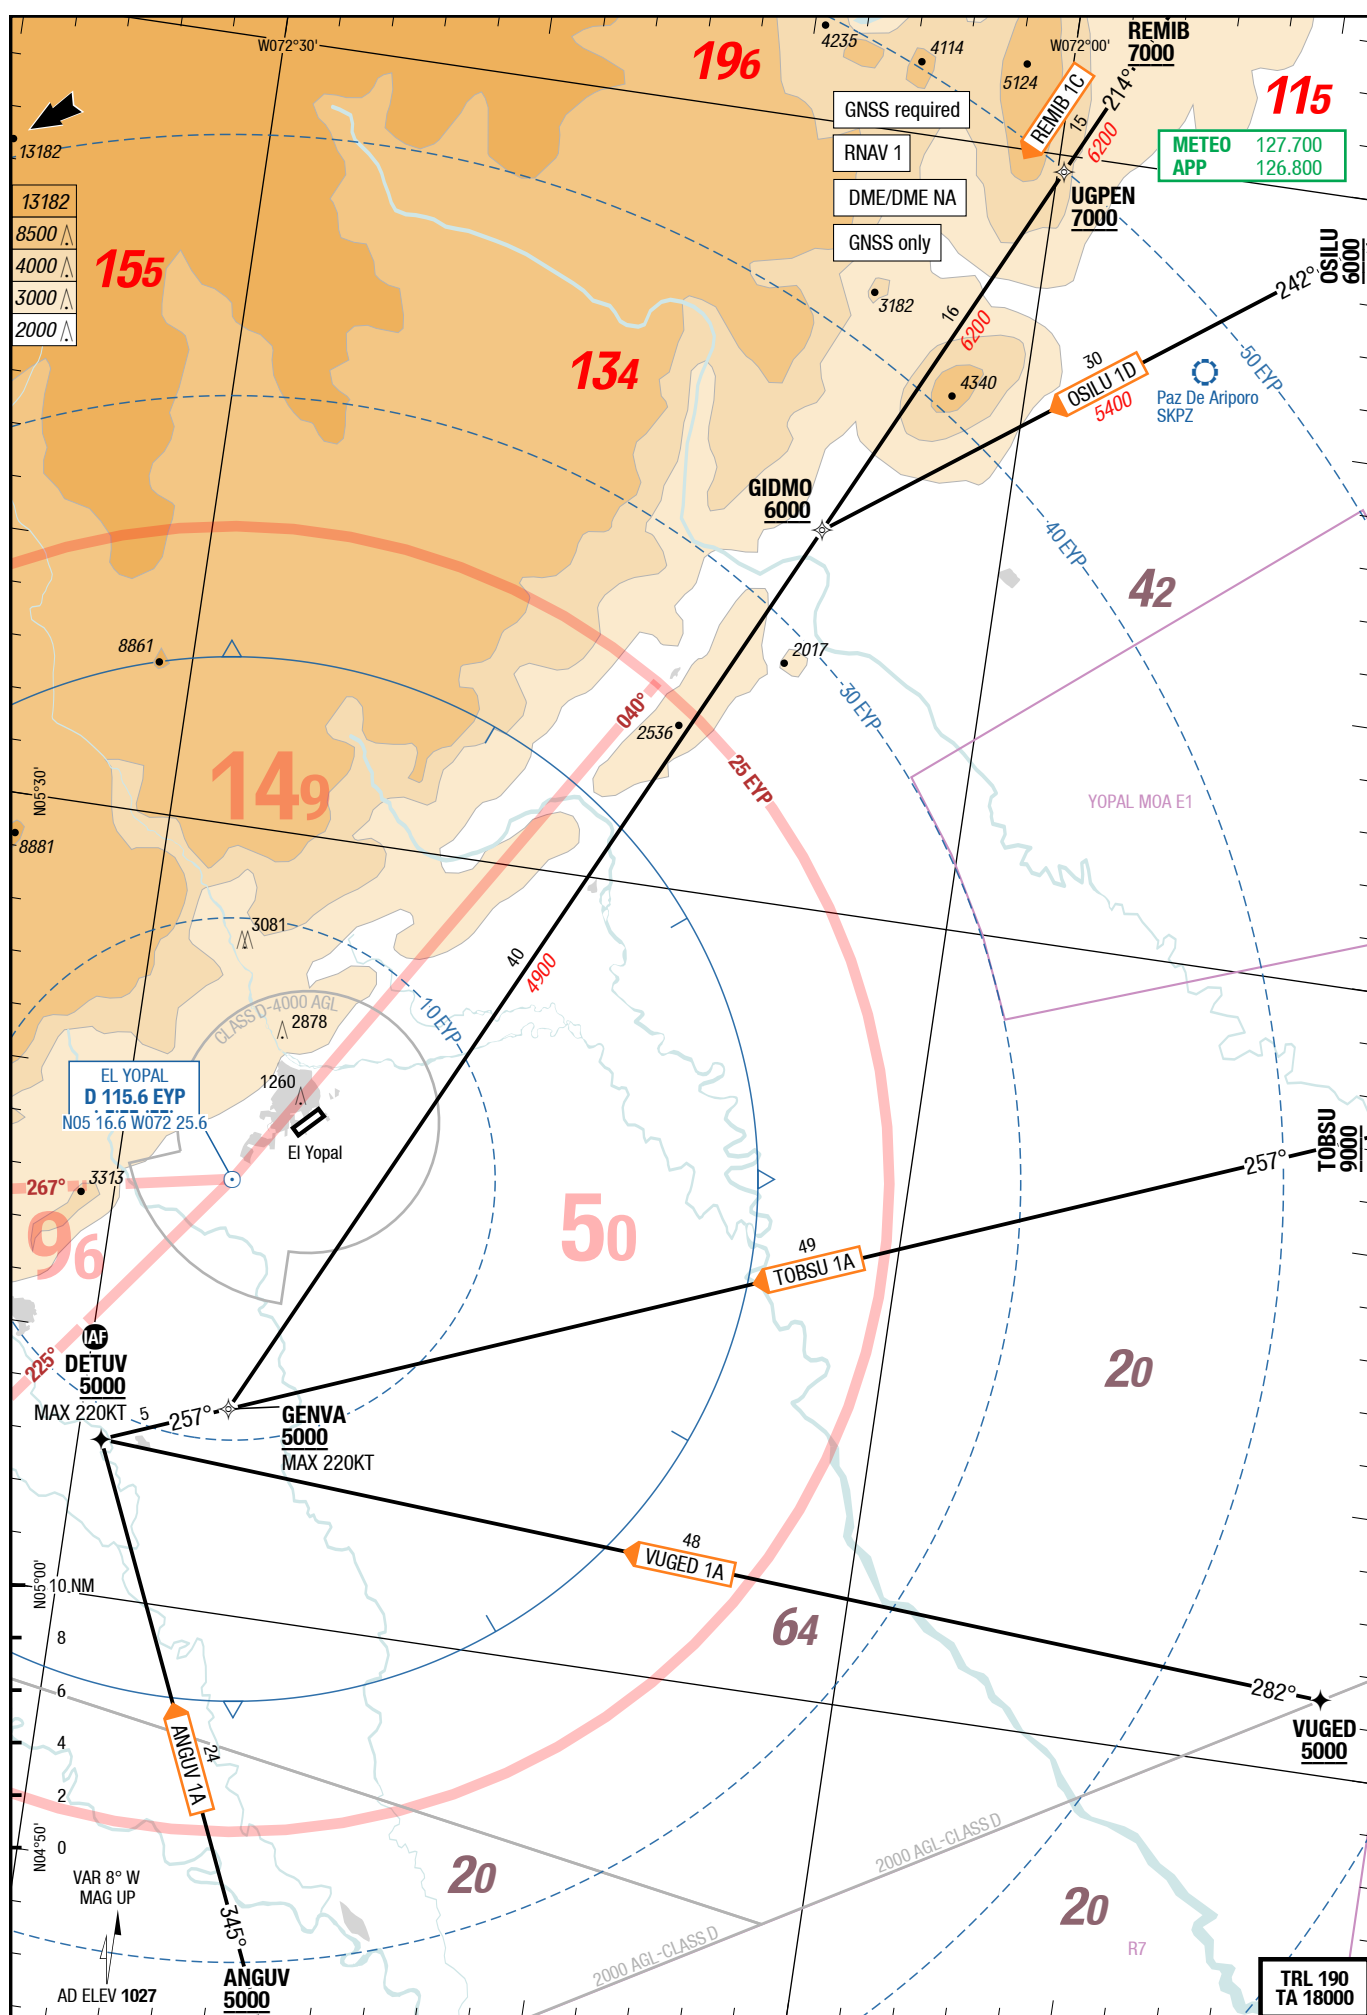 REMIB
7000
W072°30'
W072°00'
4235
4114
5124
196
115
214°
15
6200
REMIB 1C
GNSS required
RNAV 1
DME/DME NA
GNSS only
METEO 127.700
APP 126.800
13182
13182
8500
4000
3000
2000
155
UGPEN
7000
OSILU
6000
242°
3182
16
6200
134
30
OSILU 1D
5400
50 EYP
Paz De Ariporo
SKPZ
4340
GIDMO
6000
40 EYP
42
8861
2017
040°
2536
30 EYP
25 EYP
149
N05°30'
YOPAL MOA E1
8881
3081
40
4900
CLASS D-4000 AGL
10 EYP
2878
EL YOPAL
D 115.6 EYP
N05 16.6 W072 25.6
1260
El Yopal
TOBSU
9000
257°
267°
3313
96
50
49
TOBSU 1A
IAF
DETUV
5000
MAX 220KT
225°
5
257°
GENVA
5000
MAX 220KT
20
48
VUGED 1A
N05°00'
10 NM
8
6
4
2
0
64
282°
VUGED
5000
24
ANGUV 1A
N04°50'
2000 AGL-CLASS D
20
VAR 8° W
MAG UP
345°
20
2000 AGL-CLASS D
R7
AD ELEV 1027
ANGUV
5000
TRL 190
TA 18000